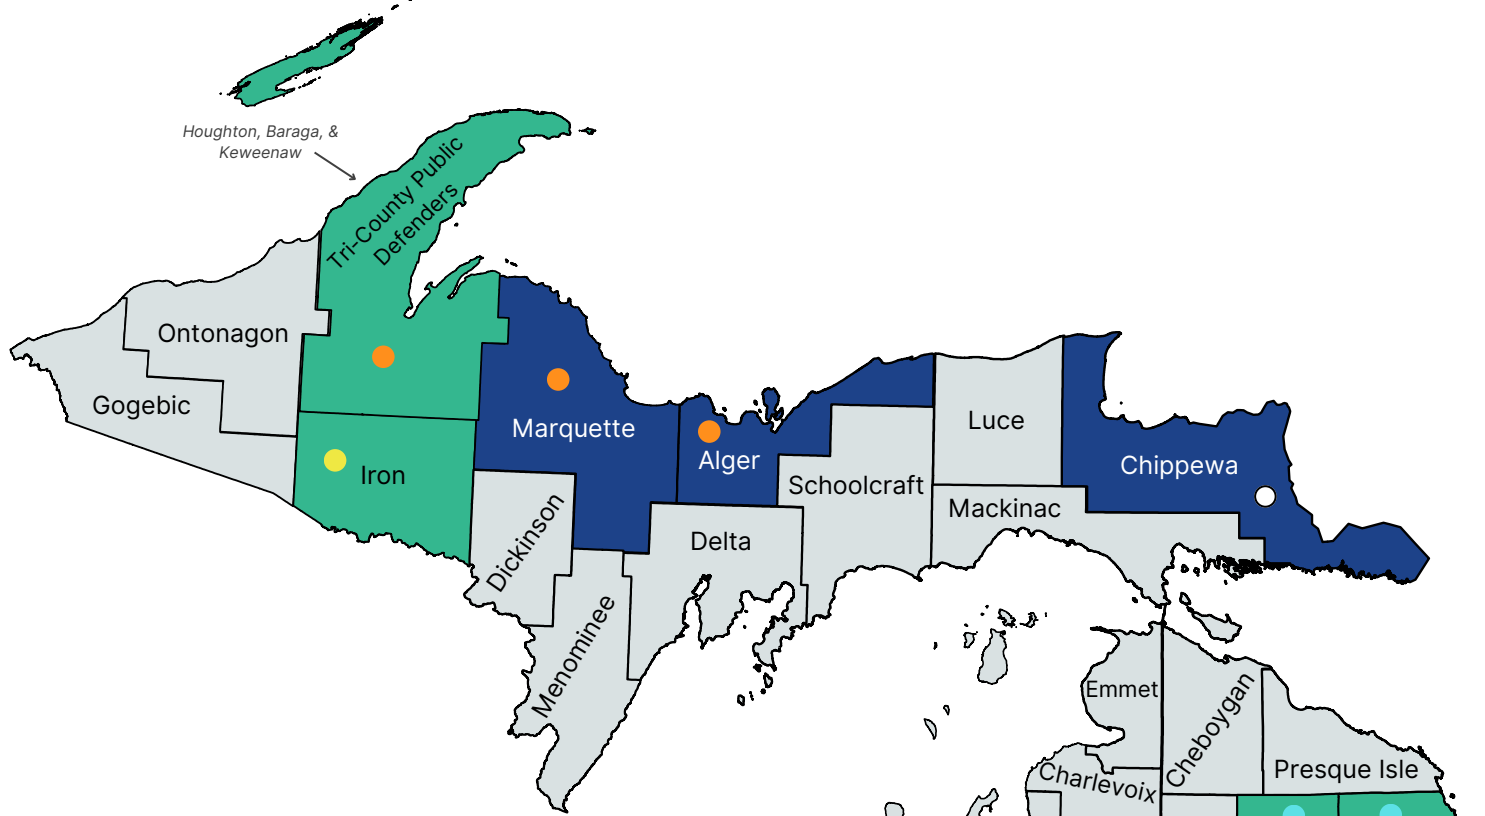 Houghton, Baraga, &
Keweenaw
Tri-County Public
Defenders
Ontonagon
Gogebic
Iron
Marquette
Alger
Luce
Chippewa
Schoolcraft
Mackinac
Dickinson
Delta
Menominee
Emmet
Cheboygan
Charlevoix
Presque Isle